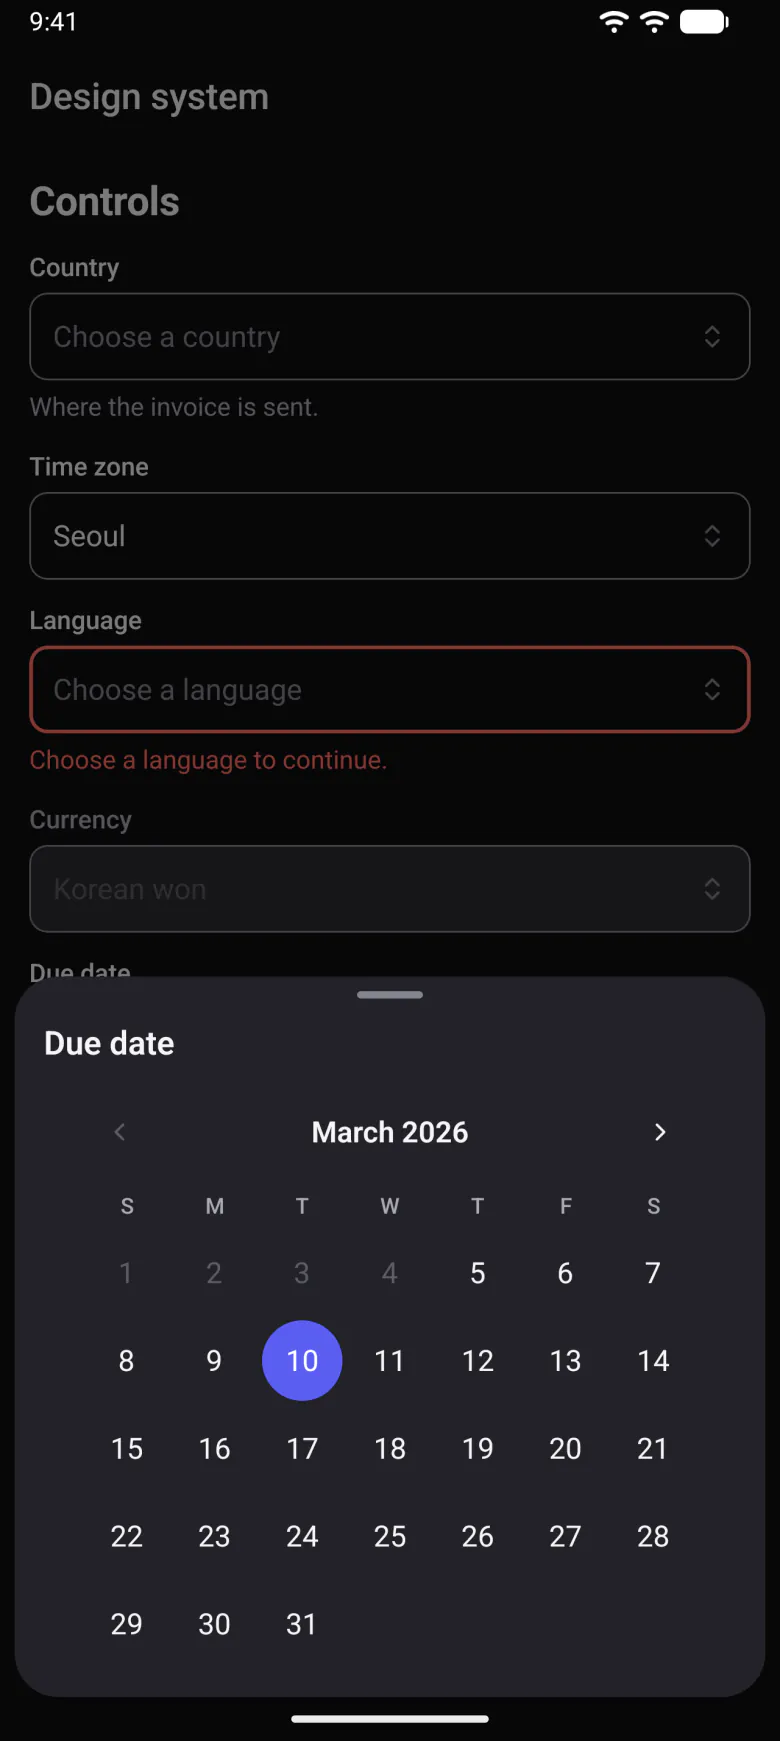 9:41
Design system
Controls
Country
Choose a country
Where the invoice is sent.
Time zone
Seoul
Language
Choose a language
Choose a language to continue.
Currency
Korean won
Due date
Due date
March 2026
S M T W T F S
1 2 3 4 5 6 7
8 9 10 11 12 13 14
15 16 17 18 19 20 21
22 23 24 25 26 27 28
29 30 31